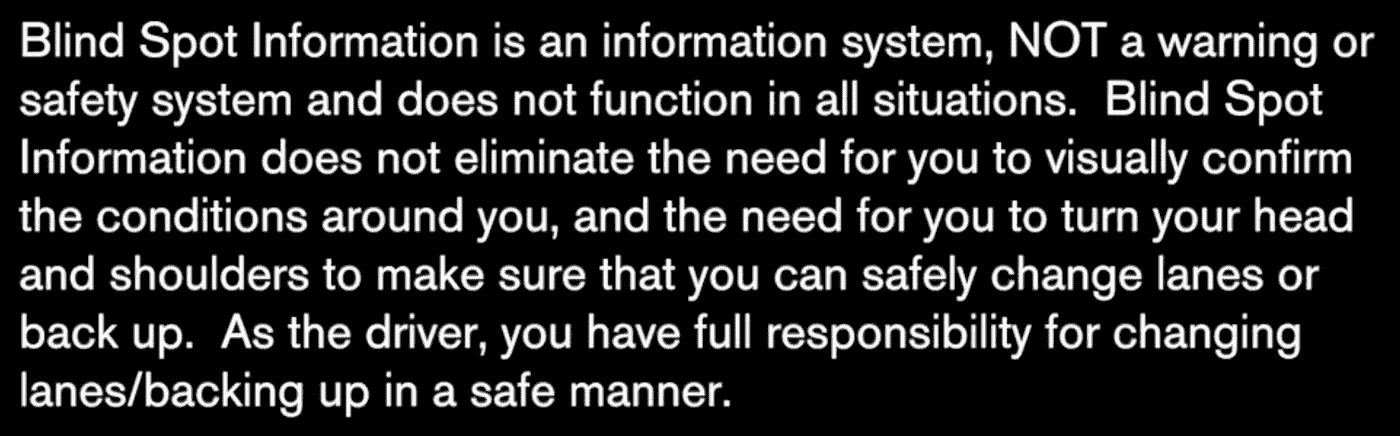 Blind Spot Information is an information system, NOT a warning or
safety system and does not function in all situations.  Blind Spot
Information does not eliminate the need for you to visually confirm
the conditions around you, and the need for you to turn your head
and shoulders to make sure that you can safely change lanes or
back up.  As the driver, you have full responsibility for changing
lanes/backing up in a safe manner.